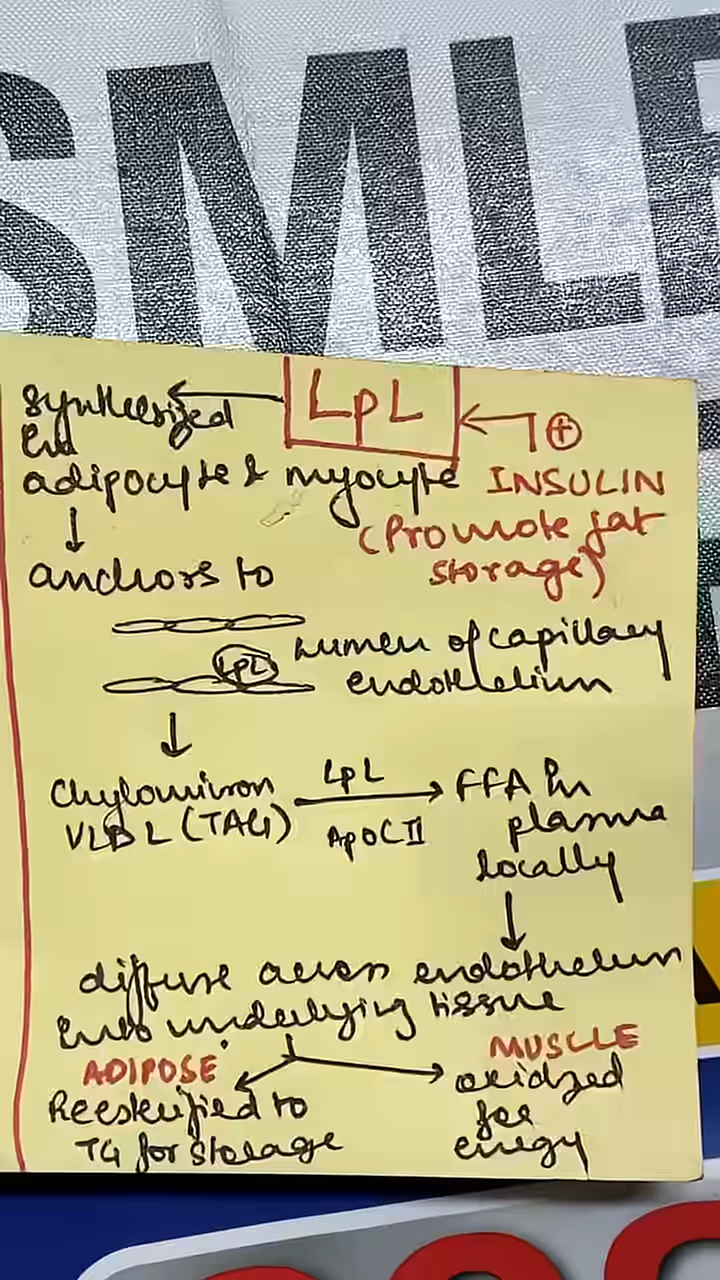 SMLE
LpL
Synthesized
in
adipocyte & myocyte
⊕
INSULIN
(Promote fat
storage)
↓
anchors to
LpL
Lumen of capillary
endothelium
↓
Chylomicron
VLDL (TAG)
LpL
ApoCII
→ FFA in
plasma
locally
↓
diffuse across endothelium
into underlying tissue
ADIPOSE
Reesterified to
TG for storage
MUSCLE
oxidized
for
energy